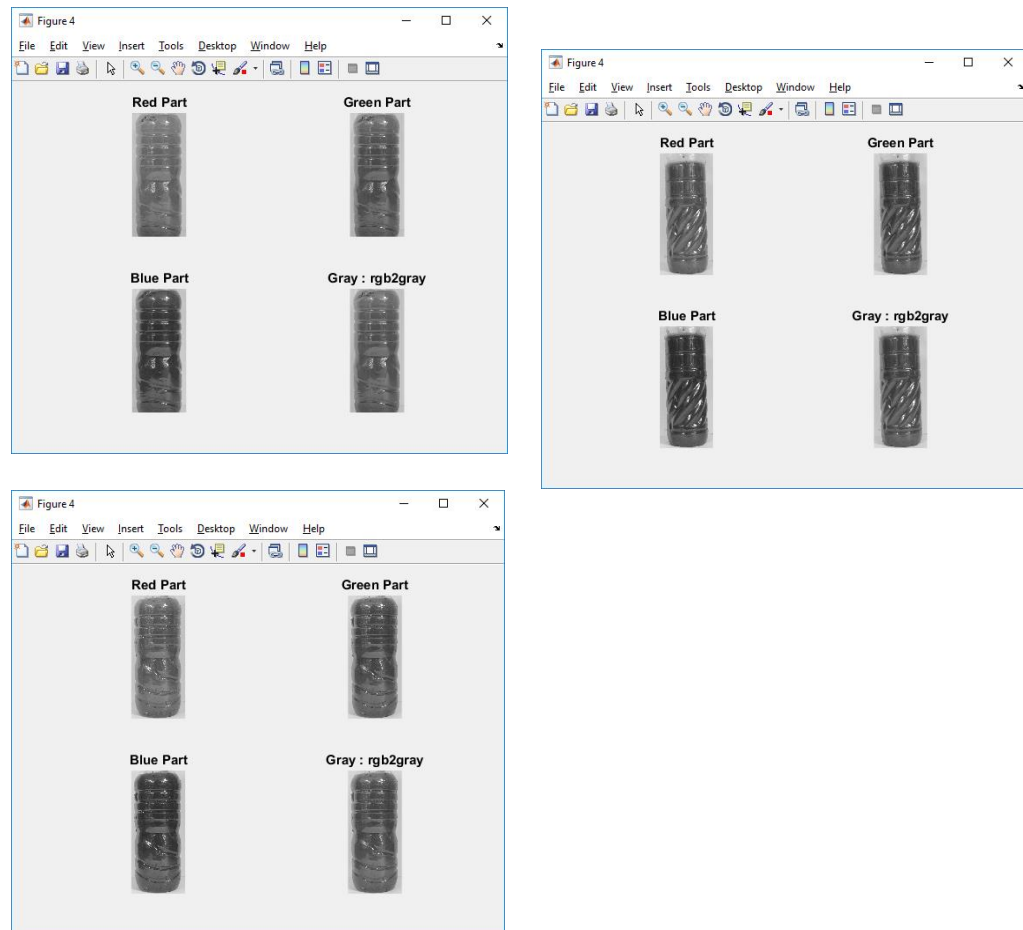 Figure 4
File Edit View Insert Tools Desktop Window Help
Red Part Green Part
Blue Part Gray : rgb2gray
Figure 4
File Edit View Insert Tools Desktop Window Help
Red Part Green Part
Blue Part Gray : rgb2gray
Figure 4
File Edit View Insert Tools Desktop Window Help
Red Part Green Part
Blue Part Gray : rgb2gray